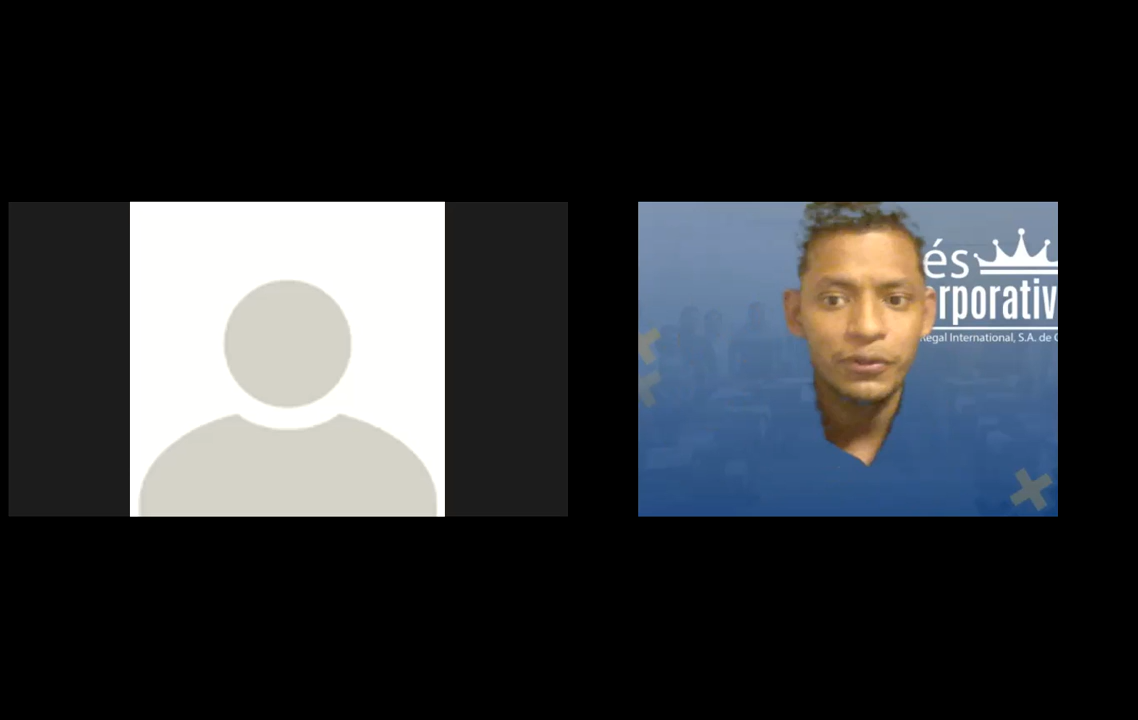 és
rporativ
Regal International, S.A. de C